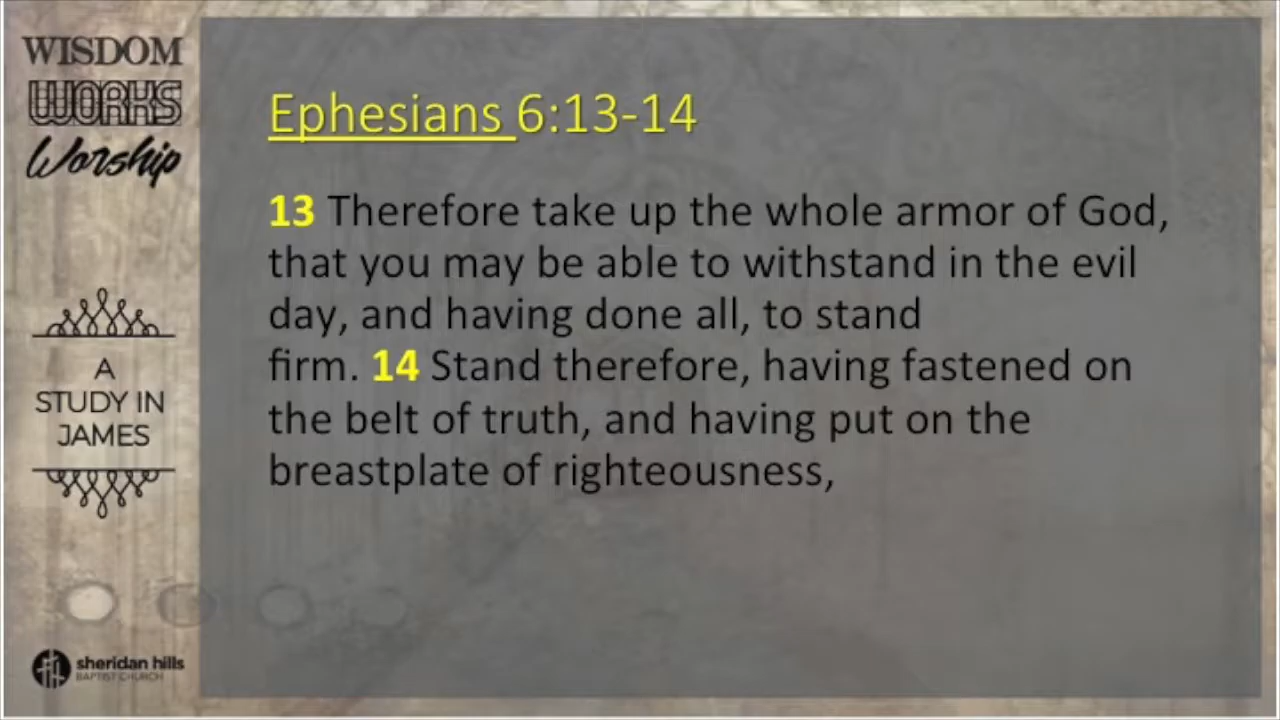 WISDOM
WORKS
Worship
A
STUDY IN
JAMES
sheridan hills
BAPTIST CHURCH
Ephesians 6:13-14
13 Therefore take up the whole armor of God,
that you may be able to withstand in the evil
day, and having done all, to stand
firm. 14 Stand therefore, having fastened on
the belt of truth, and having put on the
breastplate of righteousness,